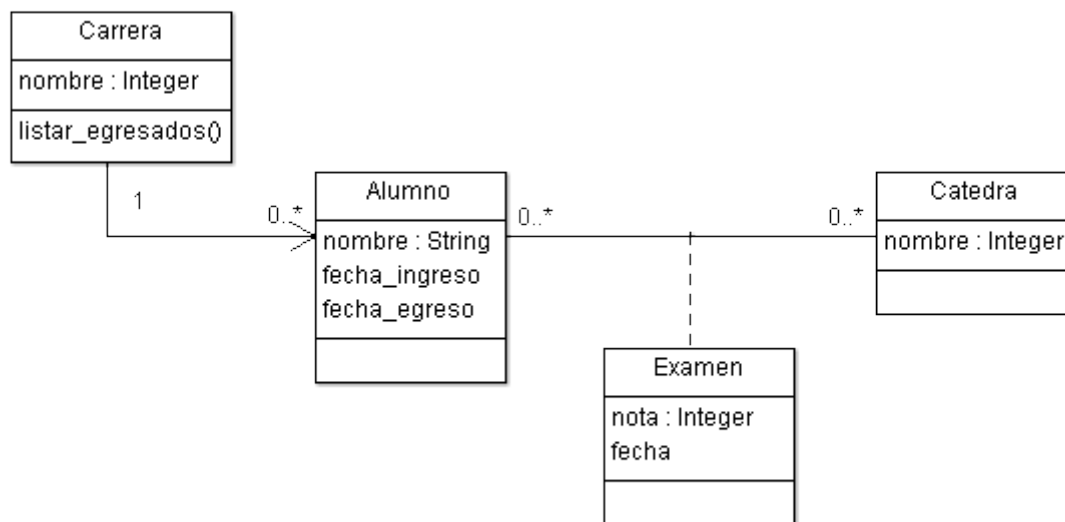 Carrera
nombre : Integer
listar_egresados()
1
0..*
Alumno
nombre : String
fecha_ingreso
fecha_egreso
0..*
0..*
Catedra
nombre : Integer
Examen
nota : Integer
fecha